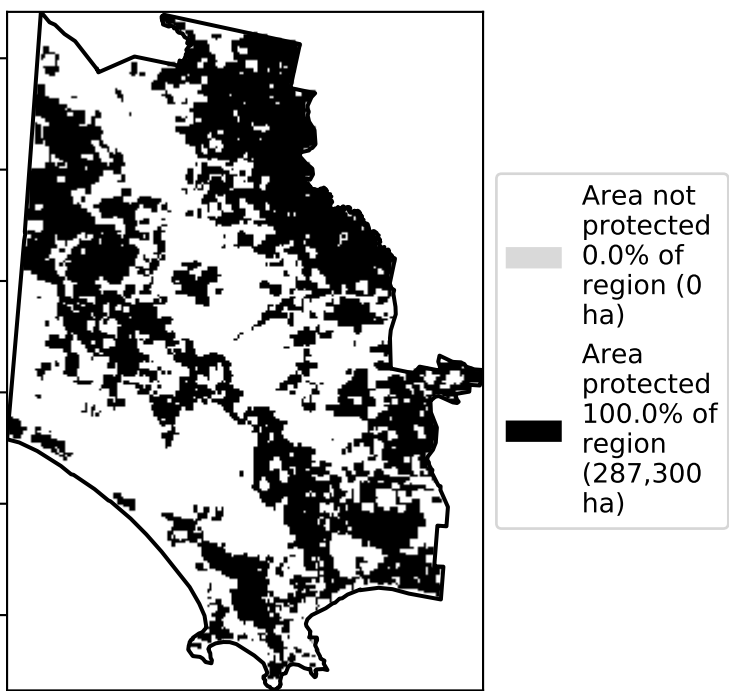 Area not
protected
0.0% of
region (0
ha)
Area
protected
100.0% of
region
(287,300
ha)